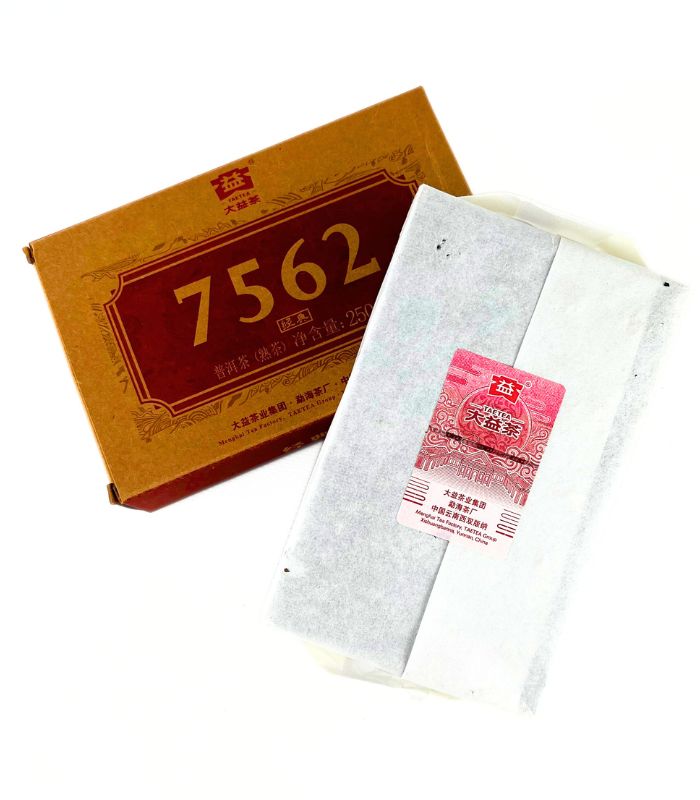 益
TAETEA
大益茶
7562
经典
普洱茶(熟茶) 净含量:250
大益茶业集团·勐海茶厂·中
Menghai Tea Factory, TAETEA Group
益
TAETEA
大益茶
大益茶业集团
勐海茶厂
中国云南西双版纳
Menghai Tea Factory, TAETEA Group
Xishuangbanna, Yunnan, China